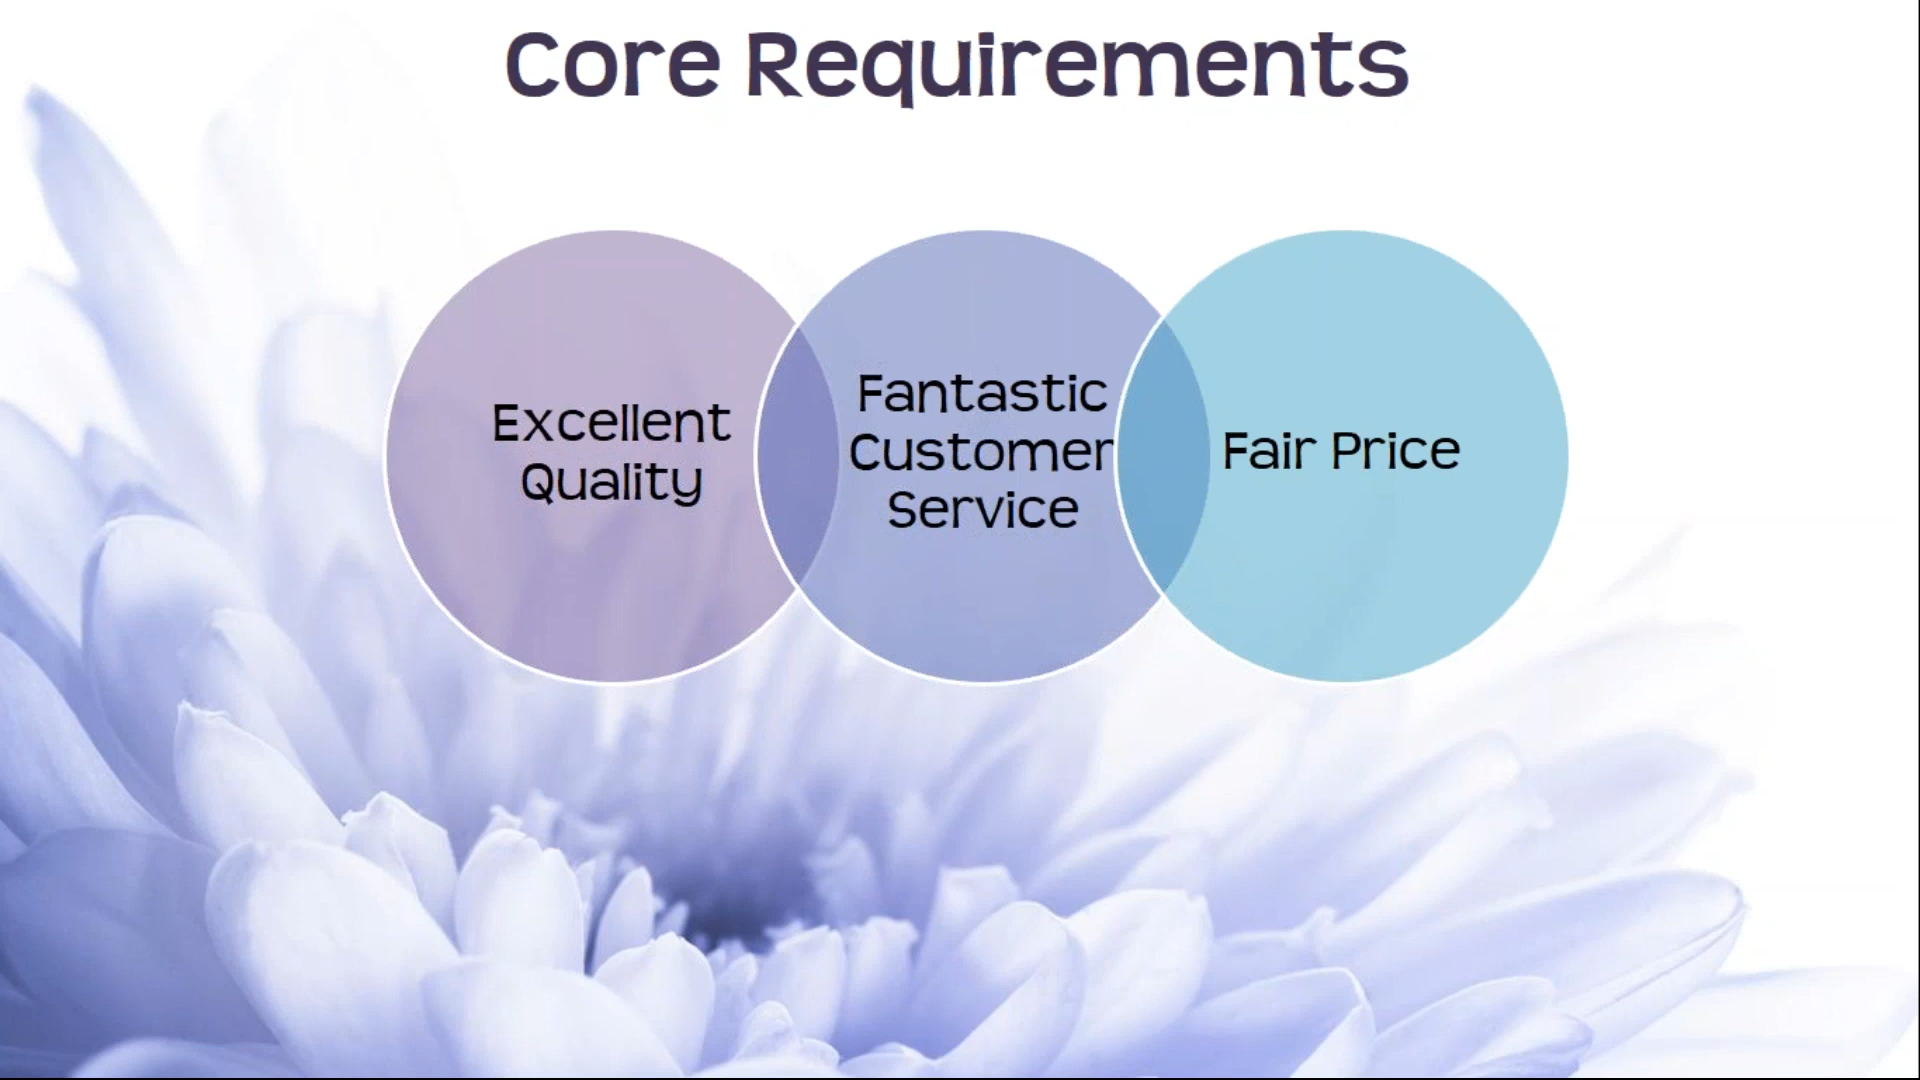 Core Requirements
Excellent
Quality
Fantastic
Customer
Service
Fair Price